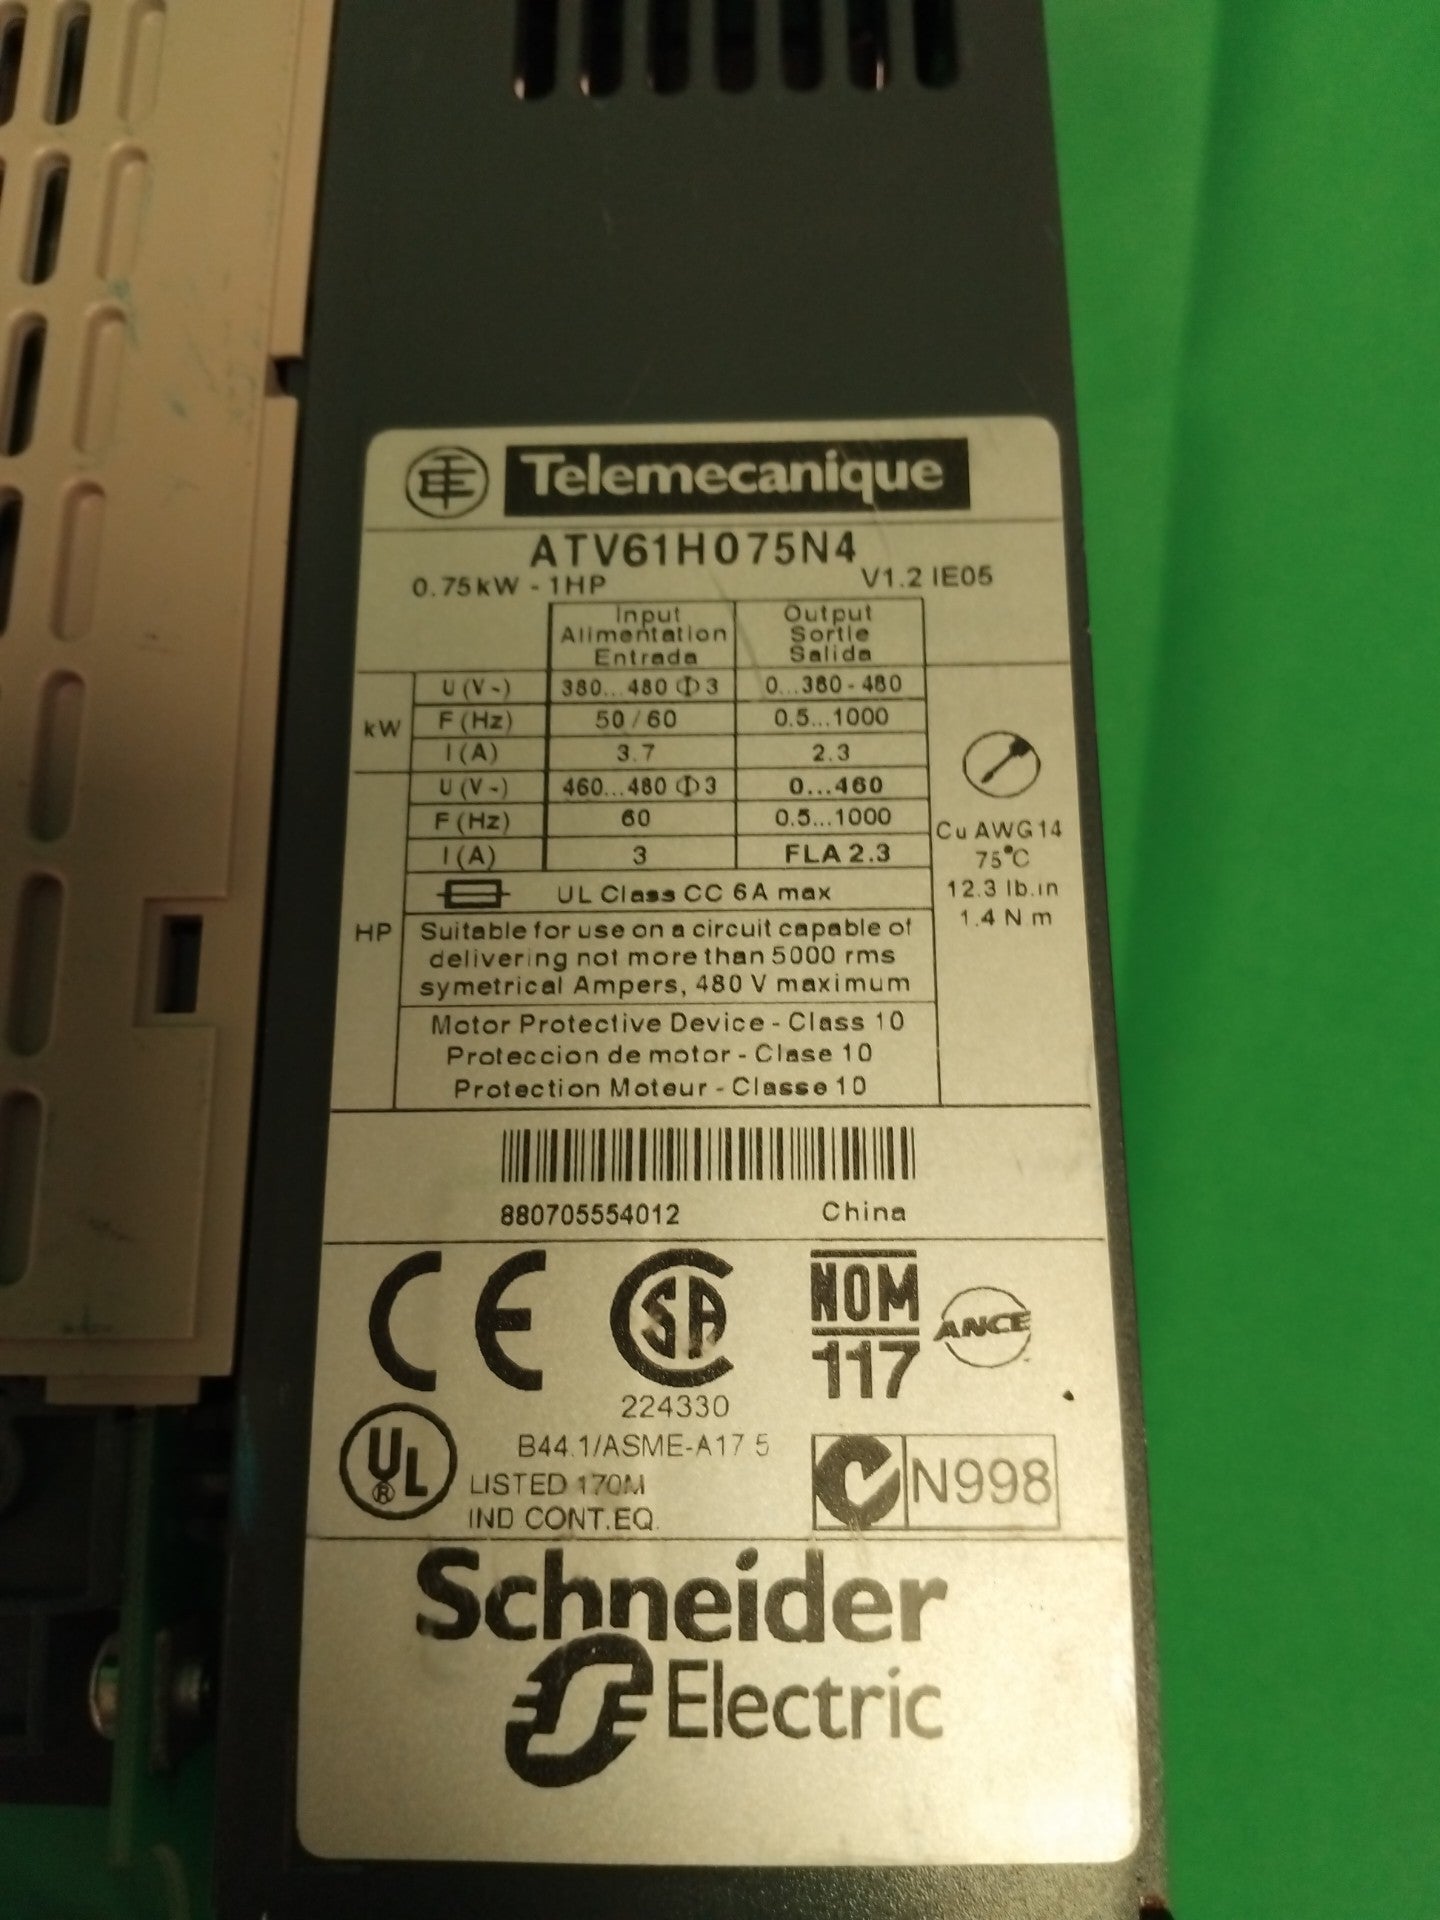 TE Telemecanique
ATV61H075N4
0.75kW - 1HP V1.2 IE05
Input Output
Alimentation Sortie
Entrada Salida
kW
U (V~) 380...480 Φ3 0...380 - 480
F (Hz) 50 / 60 0.5...1000
I (A) 3.7 2.3
HP
U (V~) 460...480 Φ3 0...460
F (Hz) 60 0.5...1000
I (A) 3 FLA 2.3
UL Class CC 6A max
Suitable for use on a circuit capable of
delivering not more than 5000 rms
symetrical Ampers, 480 V maximum
Motor Protective Device - Class 10
Proteccion de motor - Clase 10
Protection Moteur - Classe 10
Cu AWG14
75°C
12.3 lb.in
1.4 N m
880705554012 China
CE CSA NOM ANCE
117
224330
UL ® B44.1/ASME-A17.5
LISTED 170M
IND CONT.EQ.
N998
Schneider
Electric